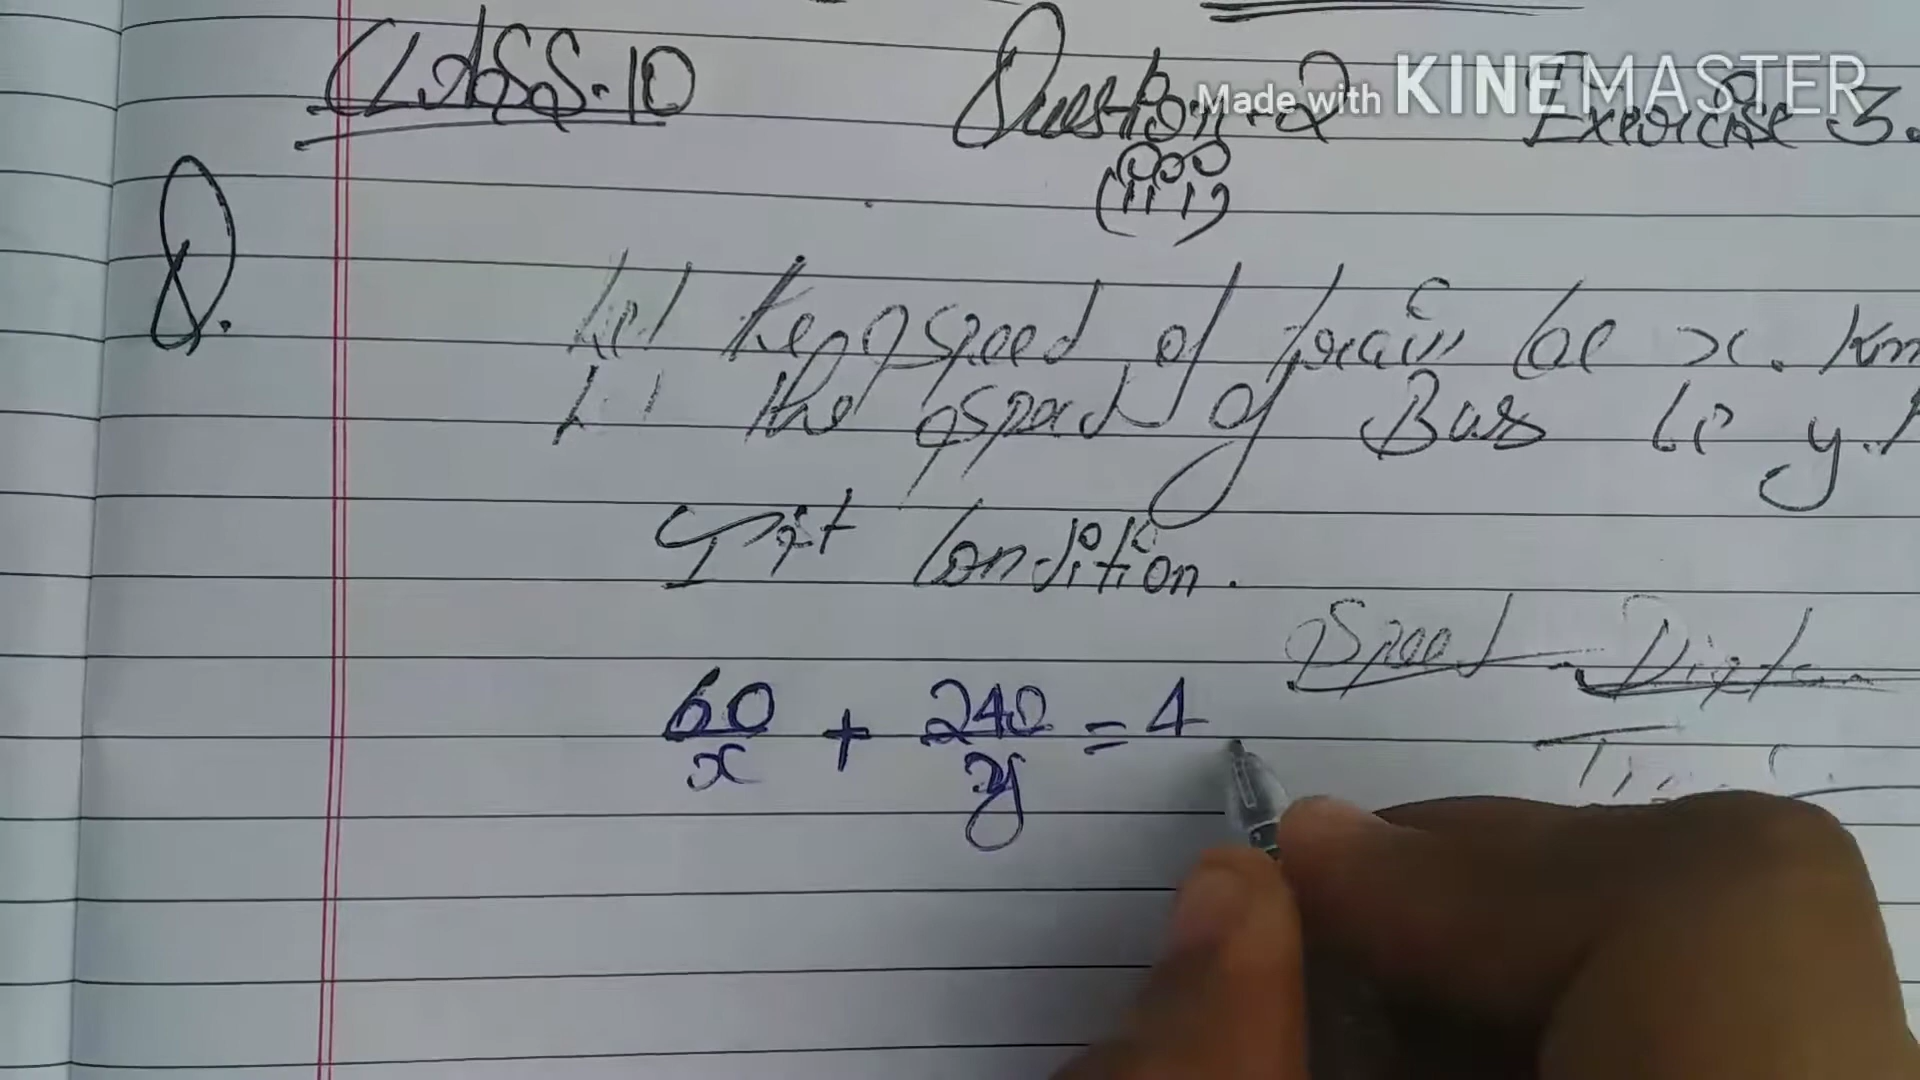 CLASS-10 Question-2 Exercise 3.
Made with KINEMASTER
(iii)
Q.
Let the speed of train be x. Km
Let the speed of Bus be y.
Ist Condition.
Speed = Distan
Time
60/x + 240/y = 4